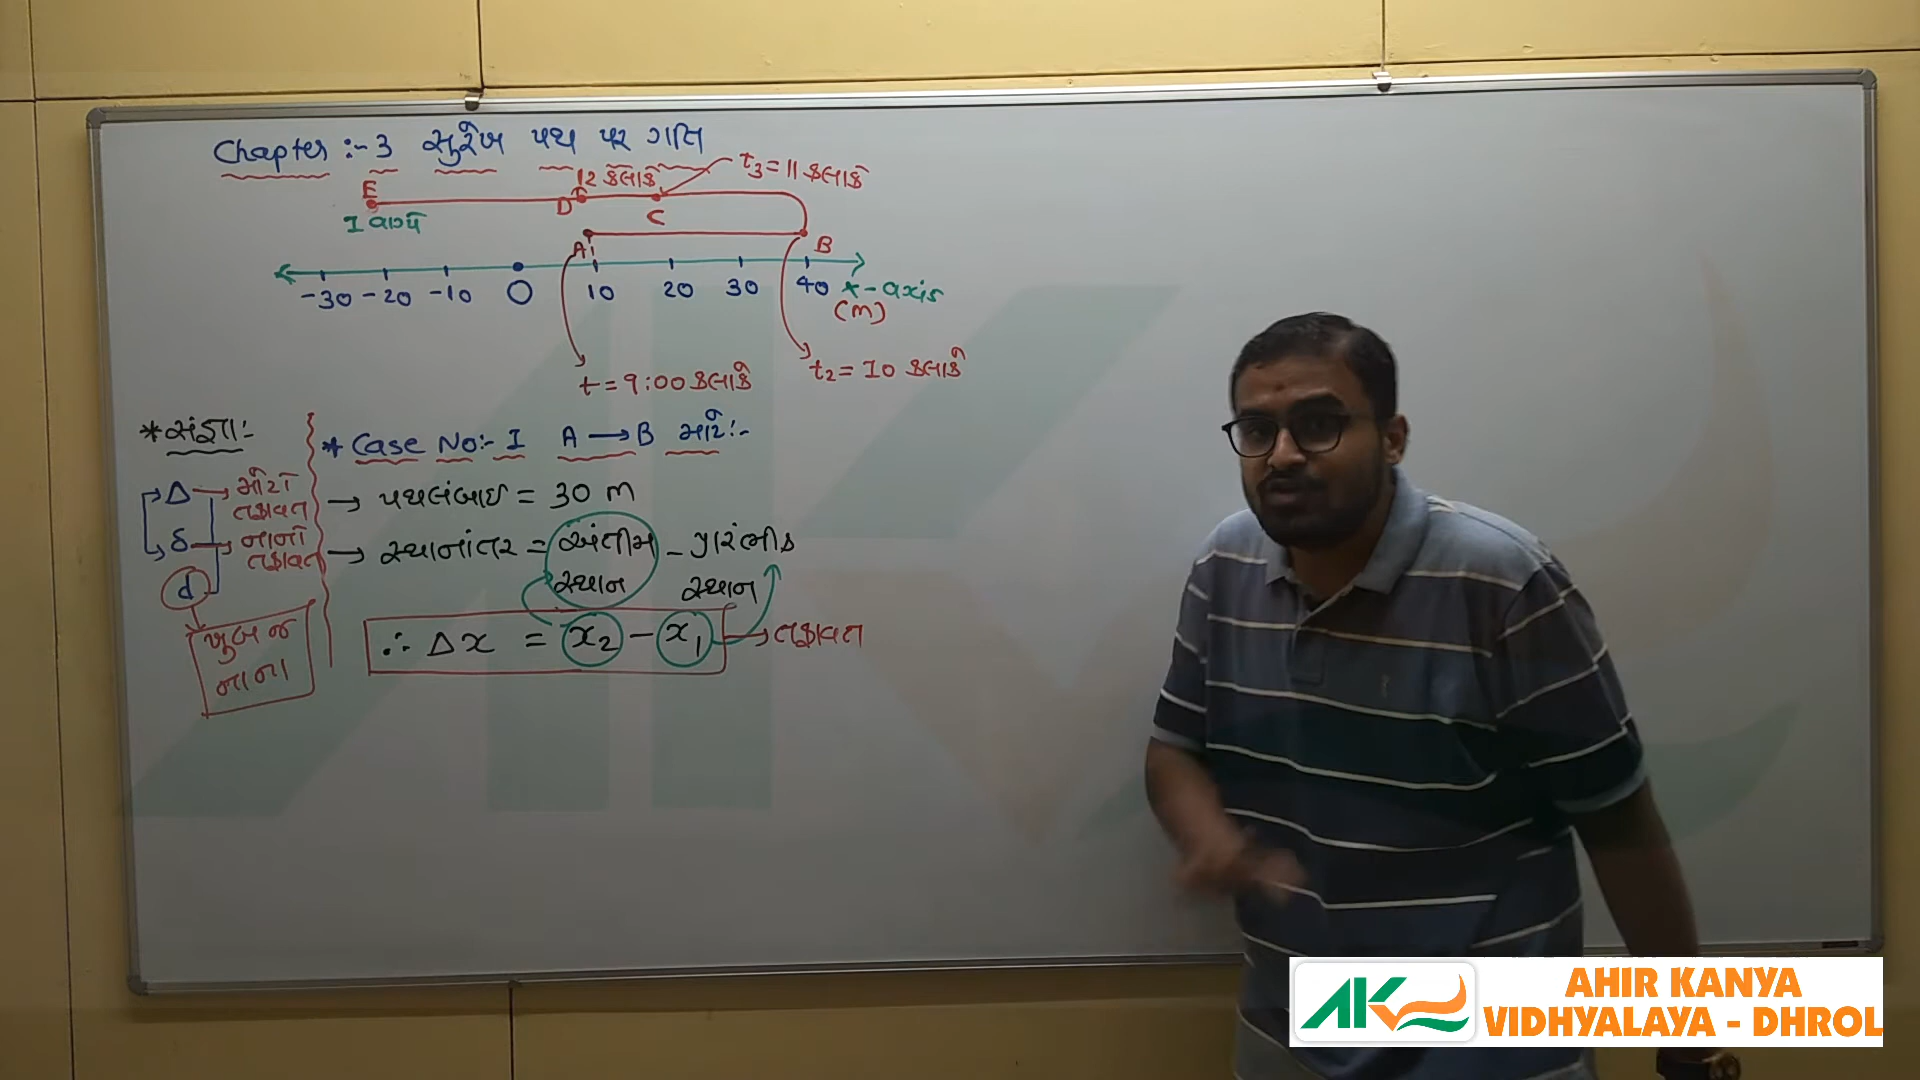 Chapter :- 3 સુરેખ પથ પર ગતિ
E
I વાગ્યે
D
12 કલાકે
C
t3 = 11 કલાકે
A
B
-30 -20 -10 O 10 20 30 40 x-axis
(m)
t = 9:00 કલાકે
t2 = 10 કલાકે
* સંજ્ઞા :-
Δ → મોટો તફાવત
δ → નાનો તફાવત
d
ખુબ જ નાના
* Case No:- I A → B માટે :-
→ પથલંબાઈ = 30 m
→ સ્થાનાંતર = અંતીમ સ્થાન - પ્રારંભીક સ્થાન
∴ Δx = x2 - x1 → તફાવત
AK
AHIR KANYA
VIDHYALAYA - DHROL